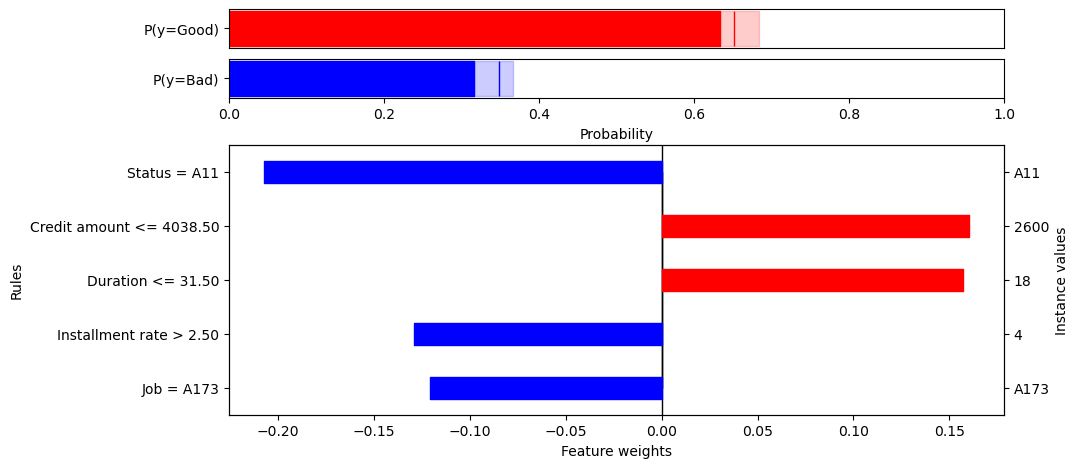 P(y=Good)
P(y=Bad)
0.0 0.2 0.4 0.6 0.8 1.0
Probability
Status = A11 A11
Credit amount <= 4038.50 2600
Duration <= 31.50 18
Installment rate > 2.50 4
Job = A173 A173
Rules
Instance values
−0.20 −0.15 −0.10 −0.05 0.00 0.05 0.10 0.15
Feature weights